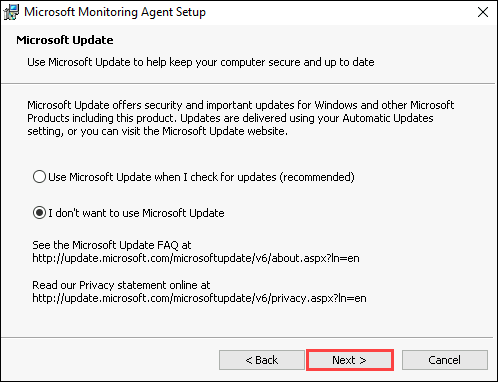 Microsoft Monitoring Agent Setup
Microsoft Update
Use Microsoft Update to help keep your computer secure and up to date
Microsoft Update offers security and important updates for Windows and other Microsoft
Products including this product. Updates are delivered using your Automatic Updates
setting, or you can visit the Microsoft Update website.
Use Microsoft Update when I check for updates (recommended)
I don't want to use Microsoft Update
See the Microsoft Update FAQ at
http://update.microsoft.com/microsoftupdate/v6/about.aspx?ln=en
Read our Privacy statement online at
http://update.microsoft.com/microsoftupdate/v6/privacy.aspx?ln=en
< Back
Next >
Cancel